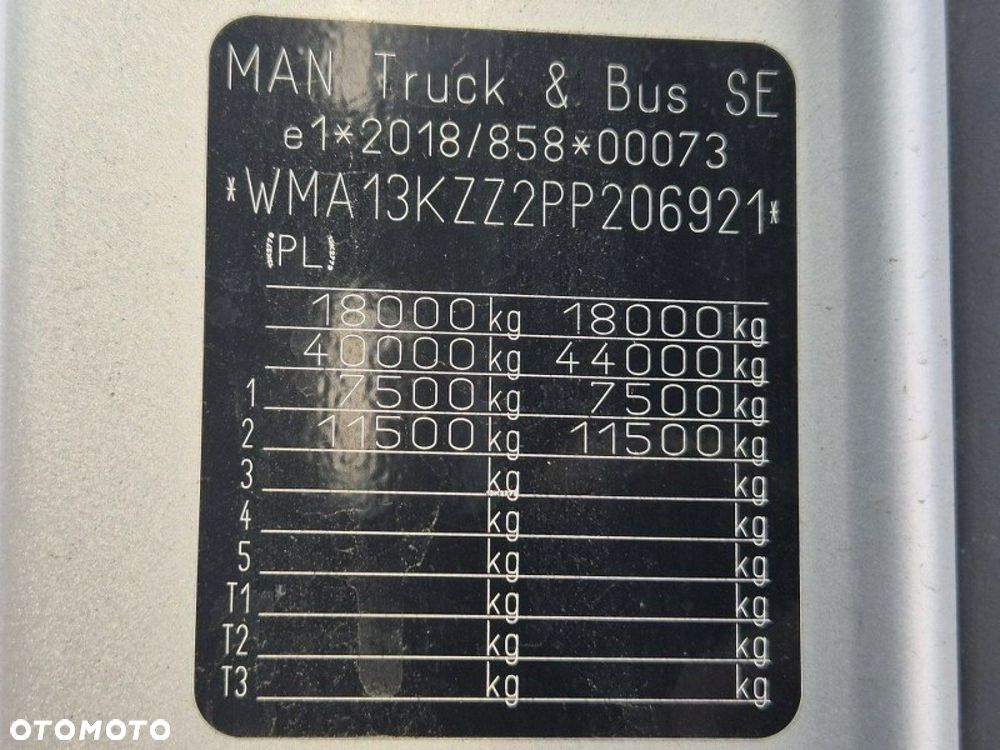 MAN Truck & Bus SE
e1*2018/858*00073
*WMA13KZZ2PP206921*
PL
18000 kg 18000 kg
40000 kg 44000 kg
1 7500 kg 7500 kg
2 11500 kg 11500 kg
3 kg kg
4 kg kg
5 kg kg
T1 kg kg
T2 kg kg
T3 kg kg
OTOMOTO